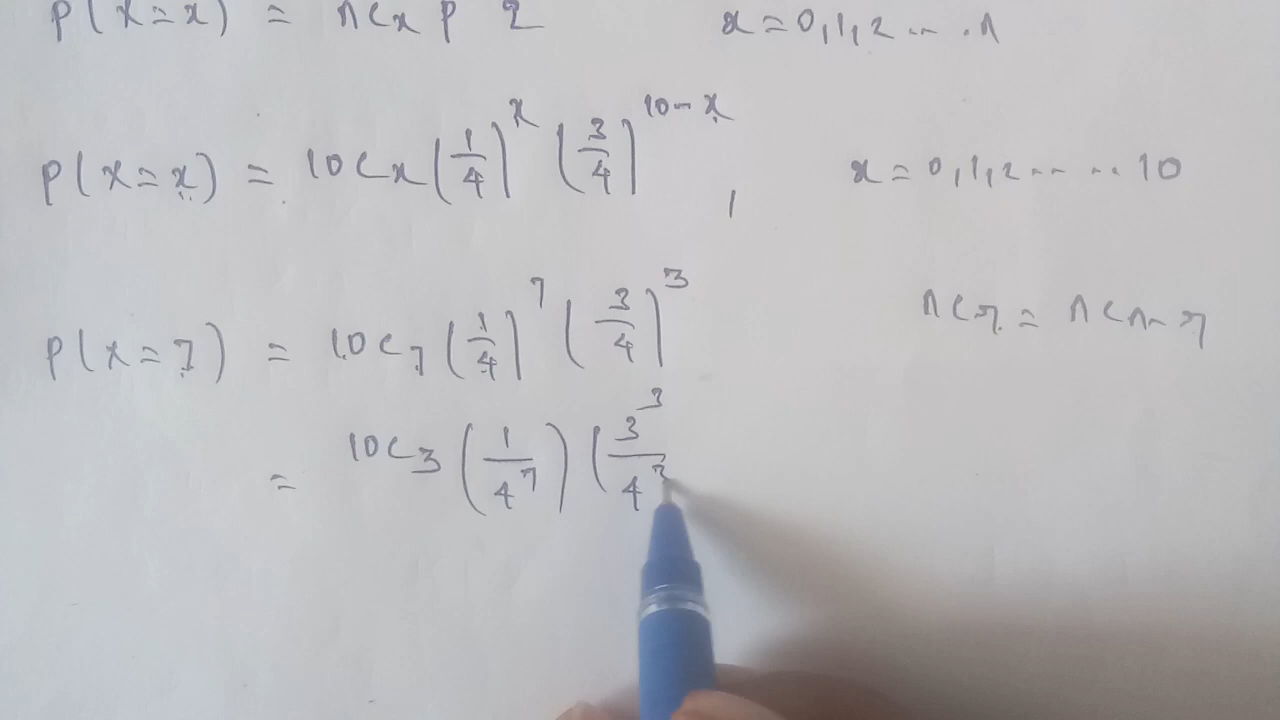 P(X=x) = nCx p q x=0,1,2.... n
P(X=x) = 10Cx (1/4)^x (3/4)^10-x , x=0,1,2.... ..10
P(X=7) = 10C7 (1/4)^7 (3/4)^3 nCr = nCn-r
= 10C3 (1/4^7) (3^3/4^3